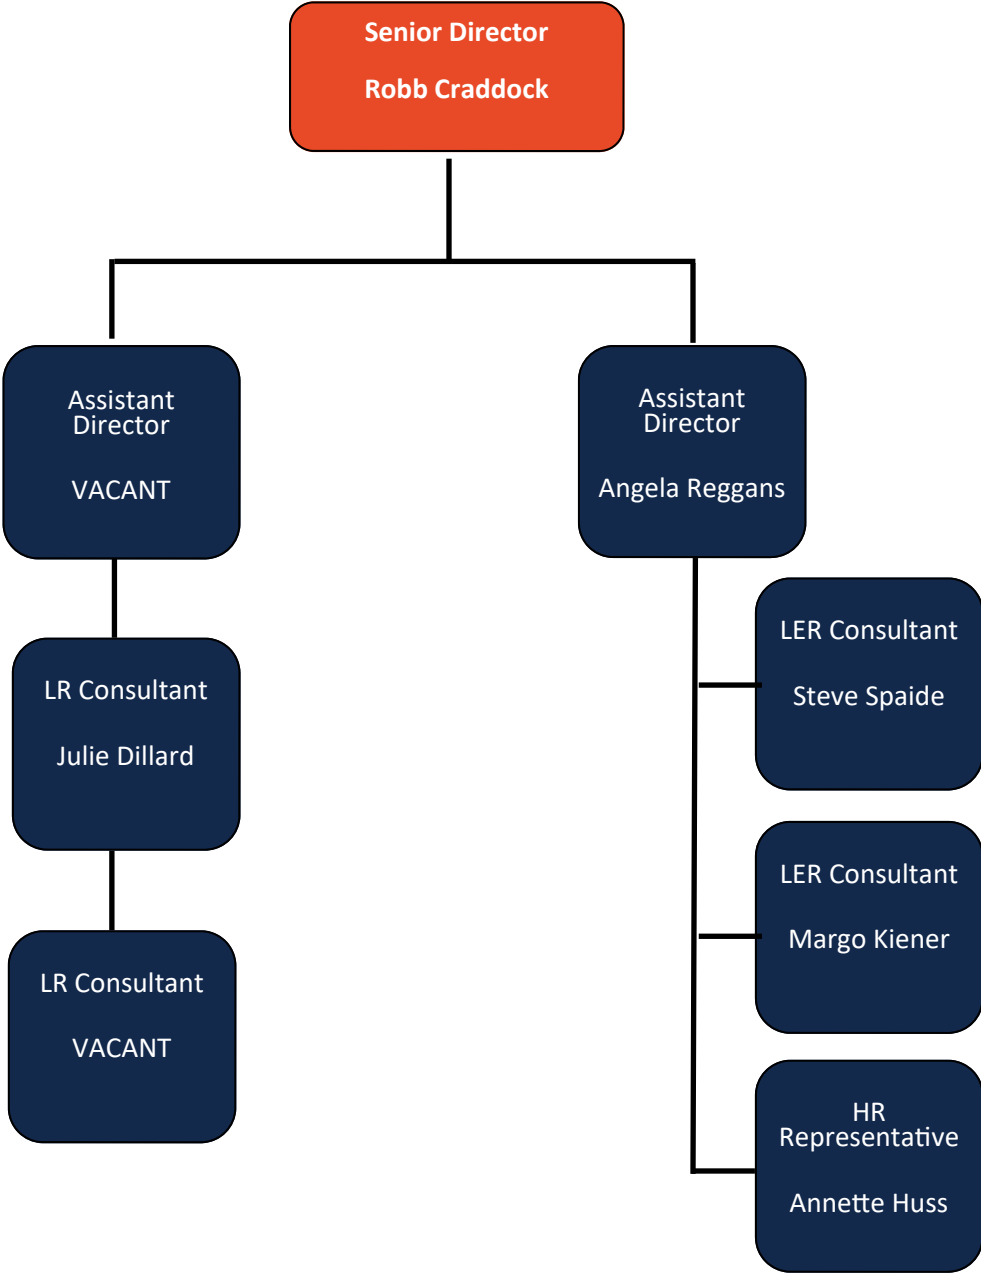 Senior Director
Robb Craddock
Assistant
Director
VACANT
Assistant
Director
Angela Reggans
LR Consultant
Julie Dillard
LR Consultant
VACANT
LER Consultant
Steve Spaide
LER Consultant
Margo Kiener
HR
Representative
Annette Huss